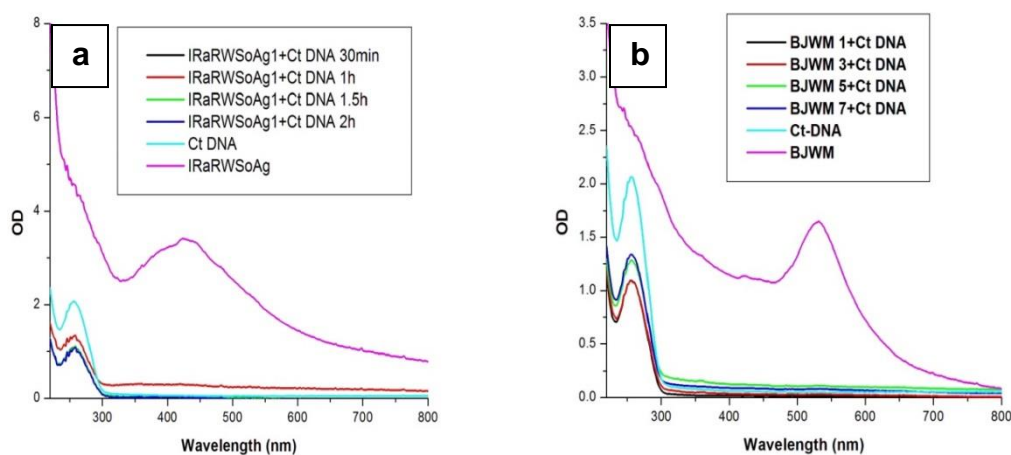 a
IRaRWSoAg1+Ct DNA 30min
IRaRWSoAg1+Ct DNA 1h
IRaRWSoAg1+Ct DNA 1.5h
IRaRWSoAg1+Ct DNA 2h
Ct DNA
IRaRWSoAg
8
6
4
2
0
OD
300 400 500 600 700 800
Wavelength (nm)
b
BJWM 1+Ct DNA
BJWM 3+Ct DNA
BJWM 5+Ct DNA
BJWM 7+Ct DNA
Ct-DNA
BJWM
3.5
3.0
2.5
2.0
1.5
1.0
0.5
0.0
OD
300 400 500 600 700 800
Wavelength (nm)